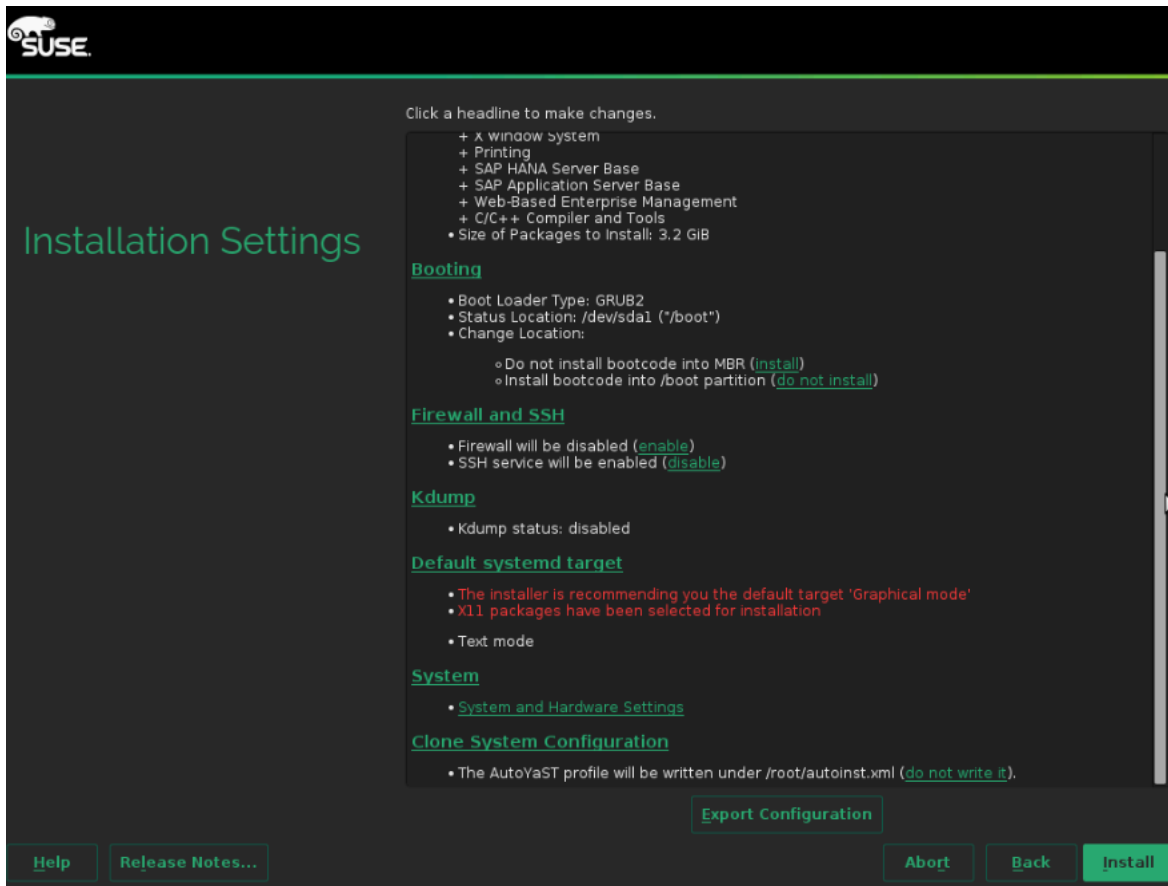 SUSE.
Click a headline to make changes.
Installation Settings
+ X Window System
+ Printing
+ SAP HANA Server Base
+ SAP Application Server Base
+ Web-Based Enterprise Management
+ C/C++ Compiler and Tools
• Size of Packages to Install: 3.2 GiB
Booting
• Boot Loader Type: GRUB2
• Status Location: /dev/sda1 ("/boot")
• Change Location:
◦ Do not install bootcode into MBR (install)
◦ Install bootcode into /boot partition (do not install)
Firewall and SSH
• Firewall will be disabled (enable)
• SSH service will be enabled (disable)
Kdump
• Kdump status: disabled
Default systemd target
• The installer is recommending you the default target 'Graphical mode'
• X11 packages have been selected for installation
• Text mode
System
• System and Hardware Settings
Clone System Configuration
• The AutoYaST profile will be written under /root/autoinst.xml (do not write it).
Export Configuration
Help
Release Notes...
Abort
Back
Install